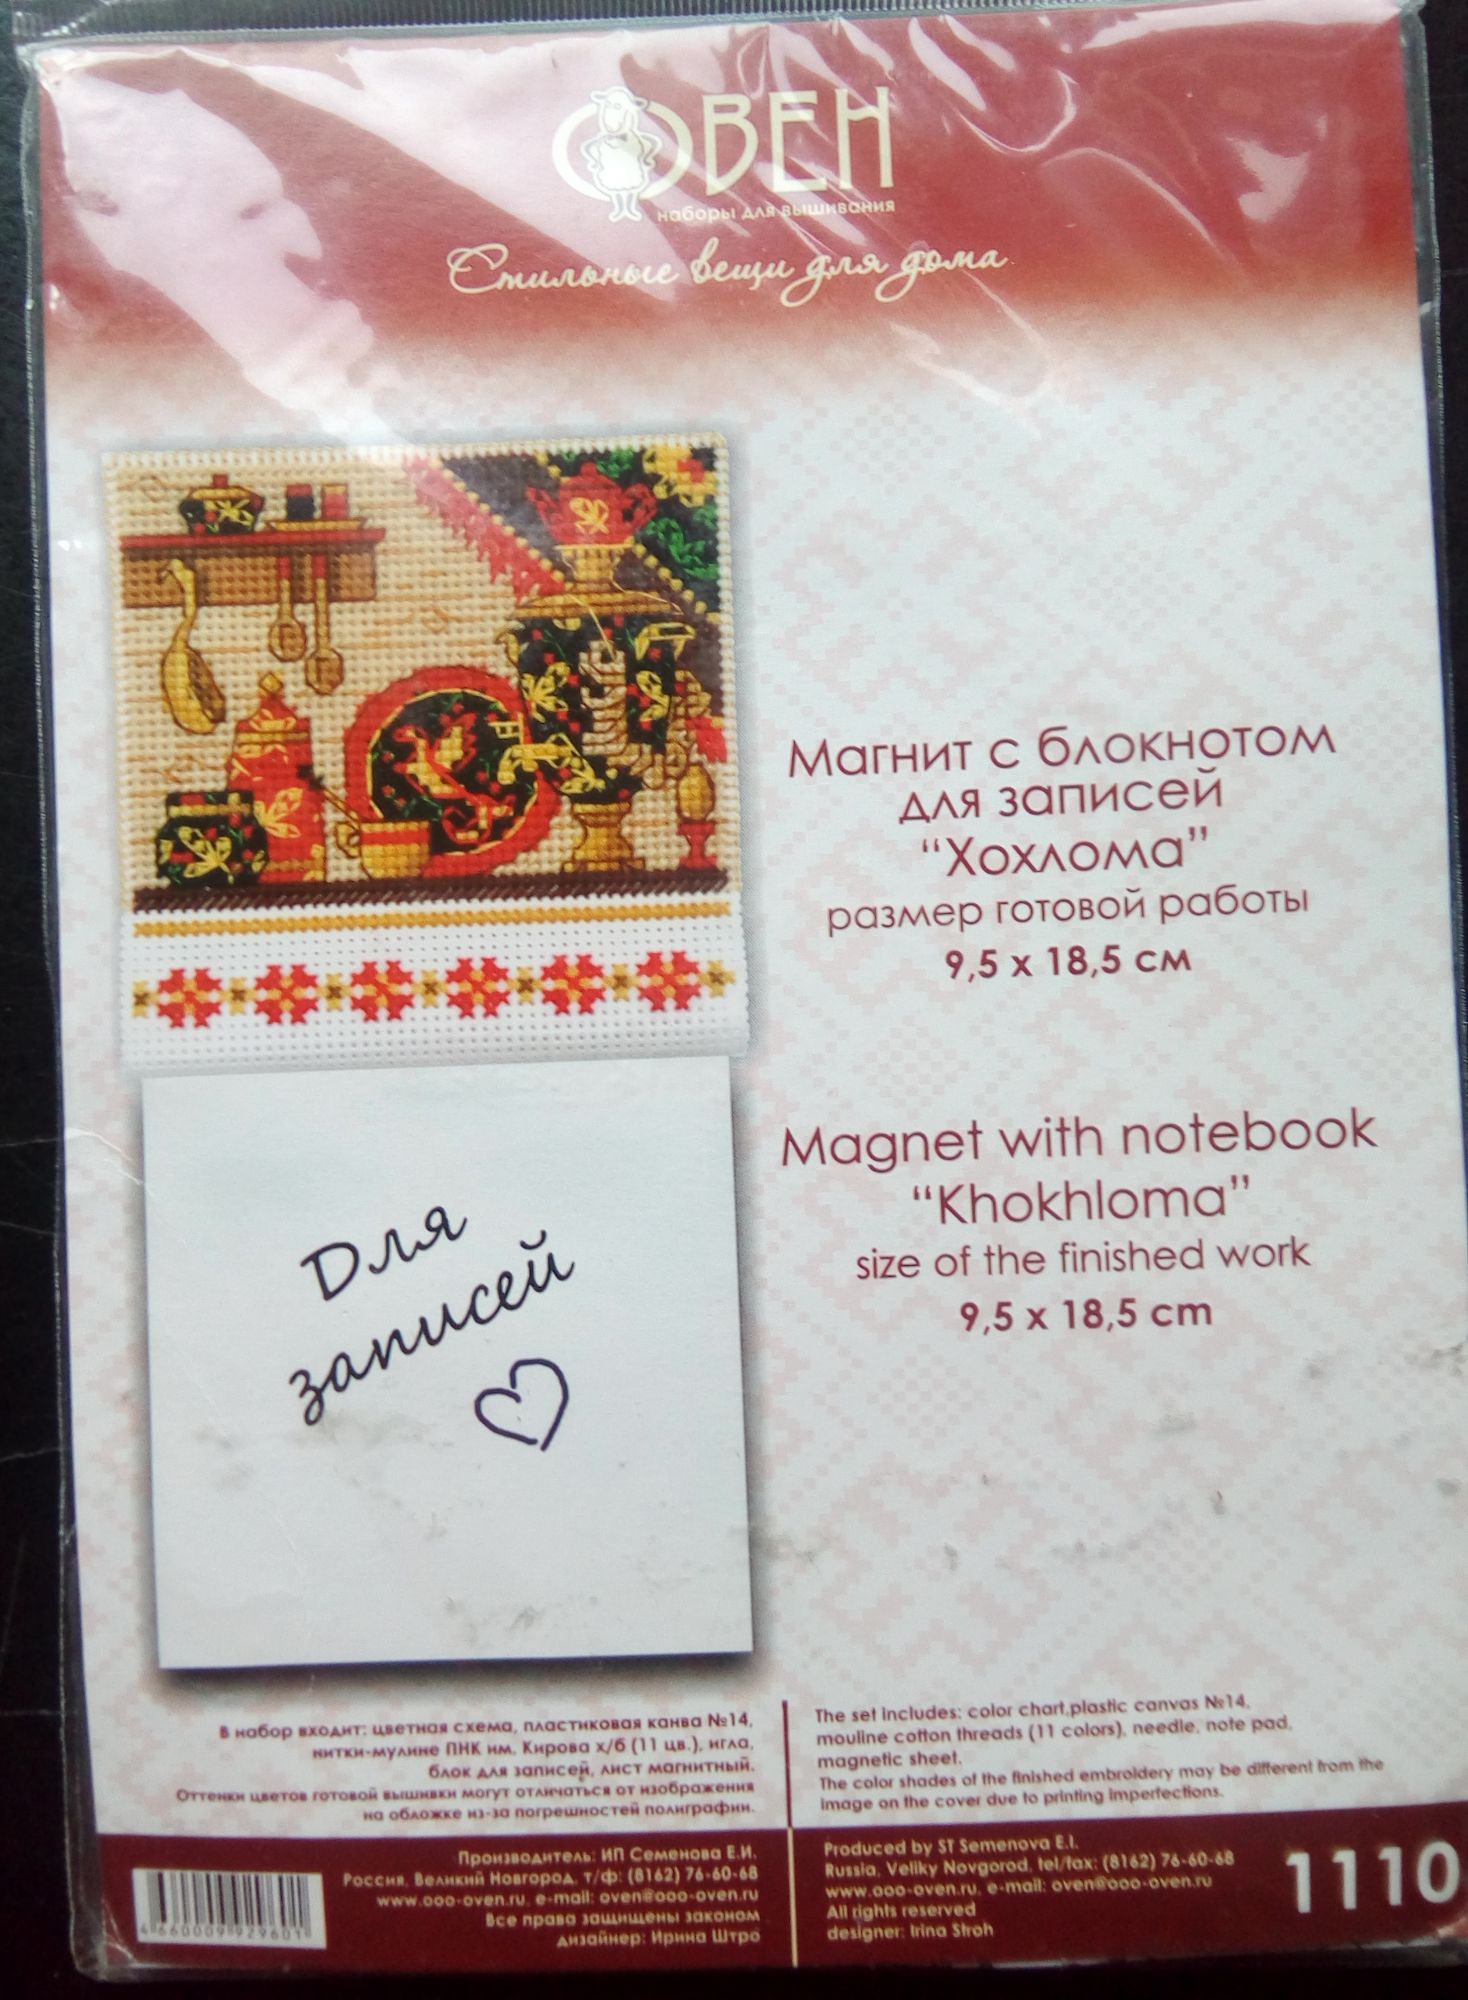 ОВЕН
наборы для вышивания
Стильные вещи для дома
Магнит с блокнотом
для записей
“Хохлома”
размер готовой работы
9,5 х 18,5 см
Magnet with notebook
“Khokhloma”
size of the finished work
9,5 x 18,5 cm
Для
записей
В набор входит: цветная схема, пластиковая канва №14,
нитки-мулине ПНК им. Кирова х/б (11 цв.), игла,
блок для записей, лист магнитный.
Оттенки цветов готовой вышивки могут отличаться от изображения
на обложке из-за погрешностей полиграфии.
The set includes: color chart,plastic canvas №14,
mouline cotton threads (11 colors), needle, note pad,
magnetic sheet.
The color shades of the finished embroidery may be different from the
image on the cover due to printing imperfections.
Производитель: ИП Семенова Е.И.
Россия, Великий Новгород, т/ф: (8162) 76-60-68
www.ooo-oven.ru, e-mail: oven@ooo-oven.ru
Все права защищены законом
дизайнер: Ирина Штро
Produced by ST Semenova E.I.
Russia, Veliky Novgorod, tel/fax: (8162) 76-60-68
www.ooo-oven.ru, e-mail: oven@ooo-oven.ru
All rights reserved
designer: Irina Stroh
1110
4 660009 929601